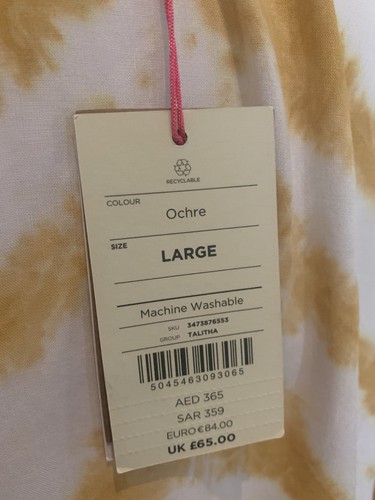 RECYCLABLE
COLOUR
Ochre
SIZE
LARGE
Machine Washable
SKU 3473976553
GROUP TALITHA
5045463093065
AED 365
SAR 359
EURO €84.00
UK £65.00